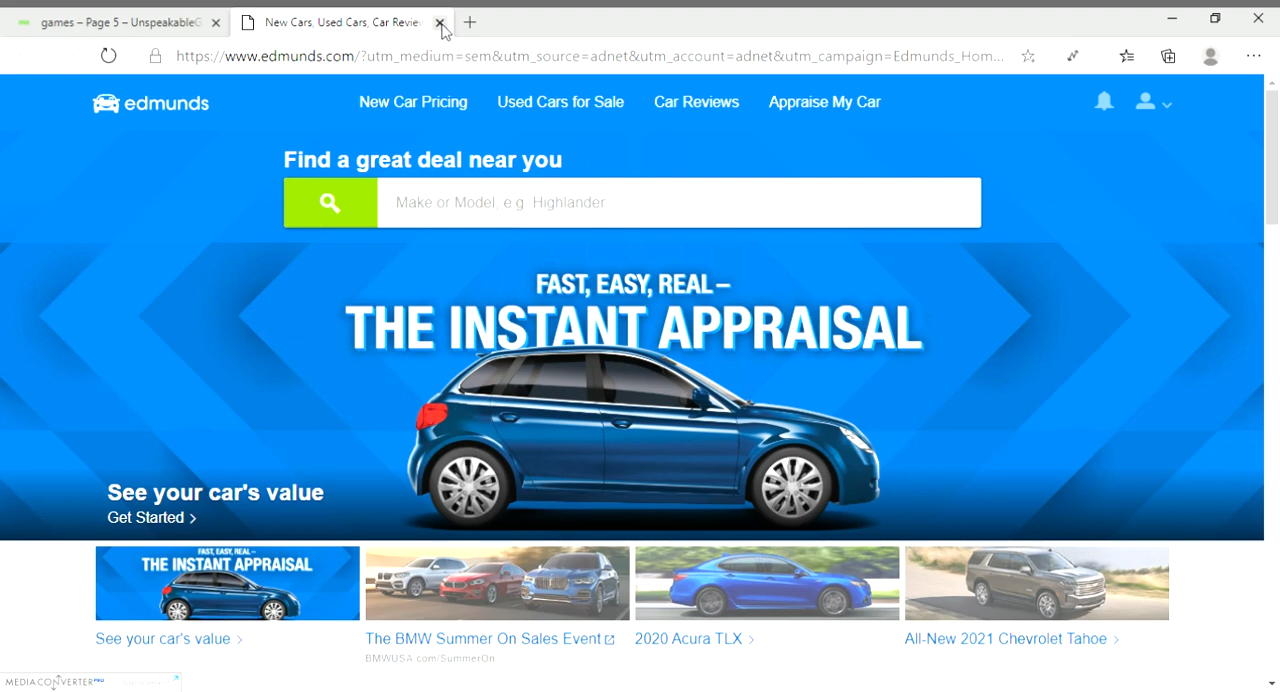 games – Page 5 – UnspeakableG
New Cars, Used Cars, Car Review
https://www.edmunds.com/?utm_medium=sem&utm_source=adnet&utm_account=adnet&utm_campaign=Edmunds_Hom...
edmunds
New Car Pricing
Used Cars for Sale
Car Reviews
Appraise My Car
Find a great deal near you
Make or Model, e.g. Highlander
FAST, EASY, REAL –
THE INSTANT APPRAISAL
See your car's value
Get Started
FAST, EASY, REAL –
THE INSTANT APPRAISAL
See your car's value
The BMW Summer On Sales Event
BMWUSA.com/SummerOn
2020 Acura TLX
All-New 2021 Chevrolet Tahoe
MEDIACONVERTER PRO